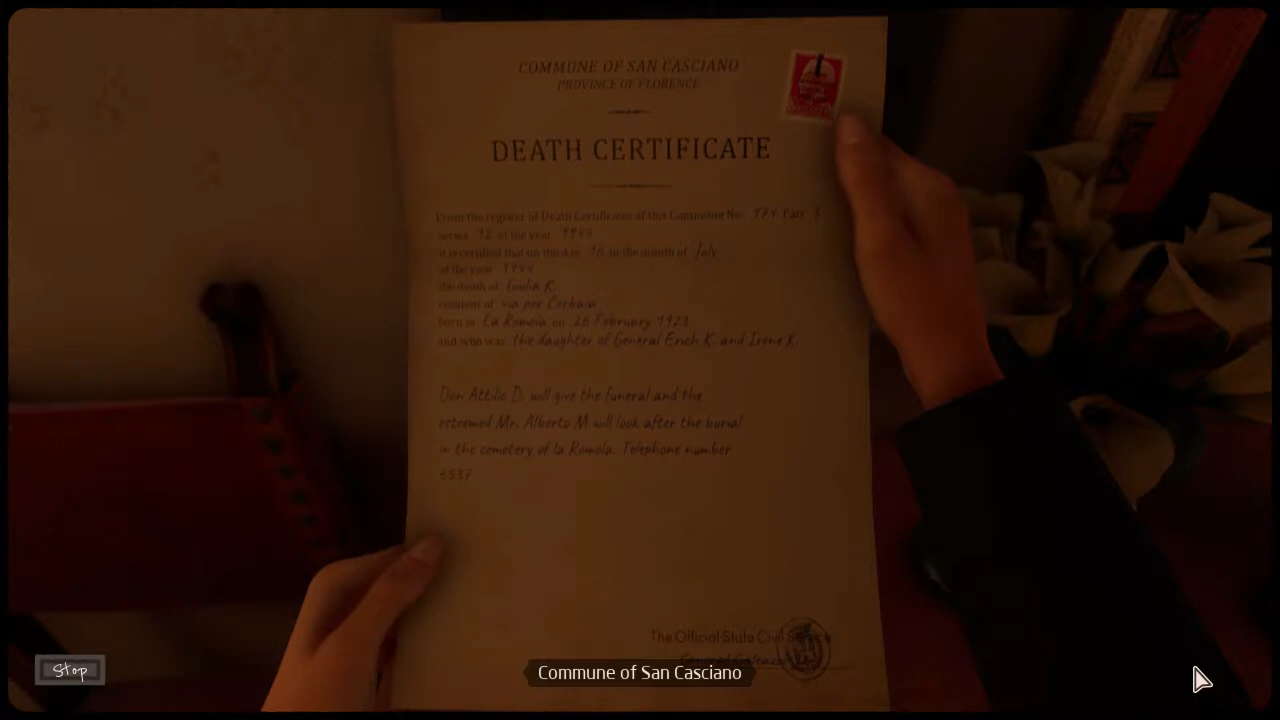 COMMUNE OF SAN CASCIANO
PROVINCE OF FLORENCE
DEATH CERTIFICATE
From the register of Death Certificates of this Commune No. Part
series 12 of the year
it is certified that on the day 16 in the month of July
of the year 1944
the death of Giulia K.
resident of via per Corbaia
born in La Romola on 26 February 1923
and who was the daughter of General Erich K. and Irene K.
Don Attilio D. will give the funeral and the
esteemed Mr. Alberto M will look after the burial
in the cemetery of la Romola. Telephone number
The Official State Civil Service
Stop
Commune of San Casciano